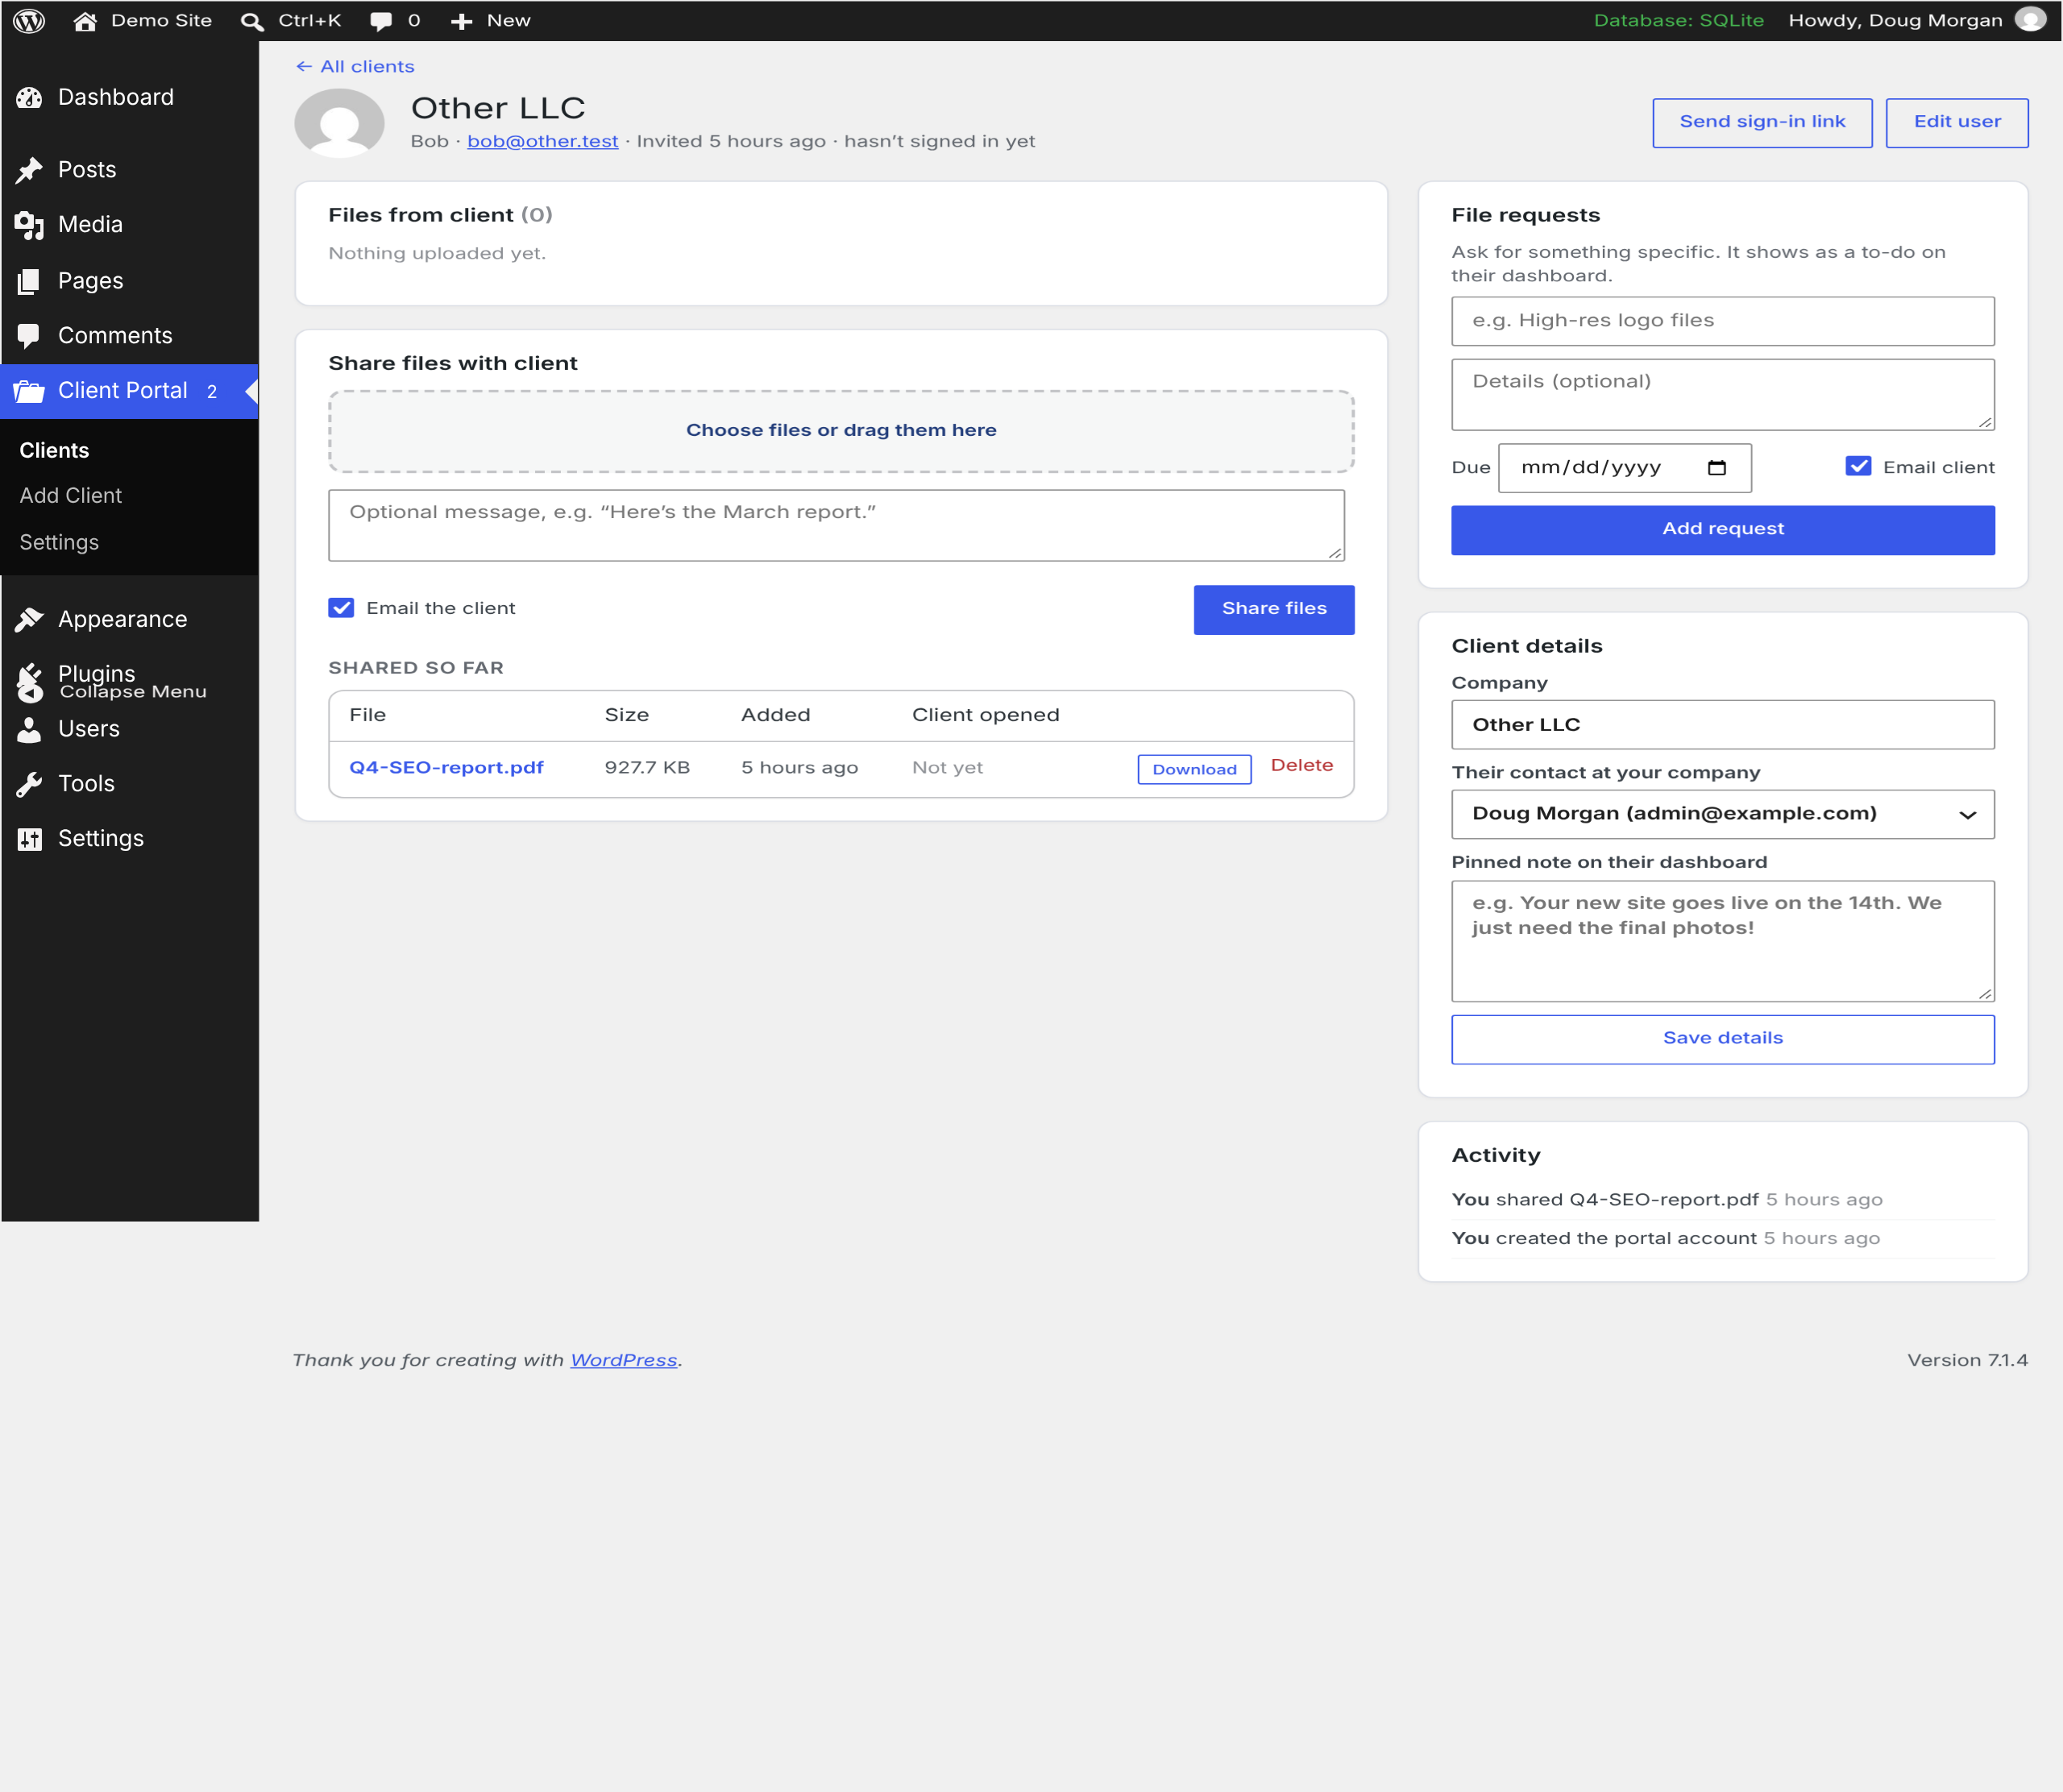 Demo Site Ctrl+K 0 New Database: SQLite Howdy, Doug Morgan
Dashboard
Posts
Media
Pages
Comments
Client Portal 2
Clients
Add Client
Settings
Appearance
Plugins
Collapse Menu
Users
Tools
Settings
← All clients
Other LLC
Bob · bob@other.test · Invited 5 hours ago · hasn’t signed in yet
Send sign-in link Edit user
Files from client (0)
Nothing uploaded yet.
Share files with client
Choose files or drag them here
Optional message, e.g. “Here’s the March report.”
Email the client Share files
SHARED SO FAR
File Size Added Client opened
Q4-SEO-report.pdf 927.7 KB 5 hours ago Not yet Download Delete
File requests
Ask for something specific. It shows as a to-do on
their dashboard.
e.g. High-res logo files
Details (optional)
Due mm/dd/yyyy Email client
Add request
Client details
Company
Other LLC
Their contact at your company
Doug Morgan (admin@example.com)
Pinned note on their dashboard
e.g. Your new site goes live on the 14th. We
just need the final photos!
Save details
Activity
You shared Q4-SEO-report.pdf 5 hours ago
You created the portal account 5 hours ago
Thank you for creating with WordPress. Version 7.1.4